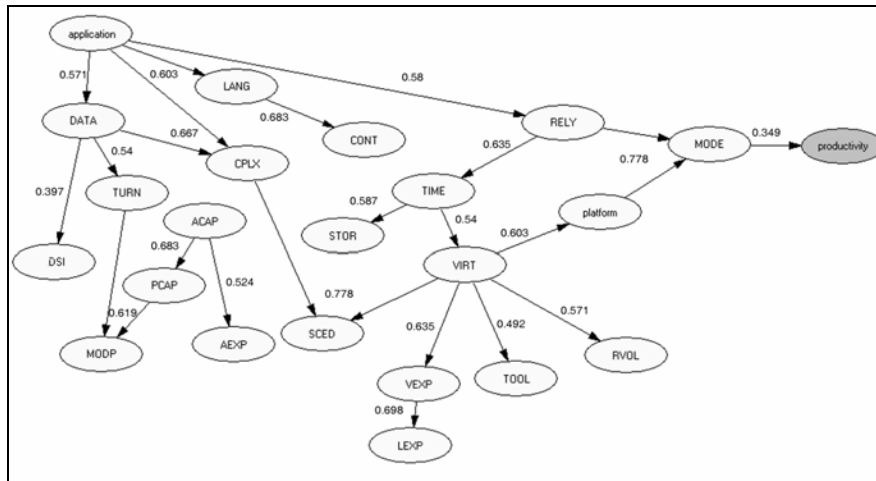 application
0.571
0.603
LANG
0.58
DATA
0.683
RELY
0.667
CONT
MODE
0.349
productivity
0.54
CPLX
0.635
0.778
0.397
TURN
TIME
ACAP
0.587
0.54
platform
STOR
0.603
0.683
DSI
VIRT
PCAP
0.524
0.619
0.778
0.571
SCED
MODP
AEXP
0.635
0.492
RVOL
VEXP
TOOL
0.698
LEXP